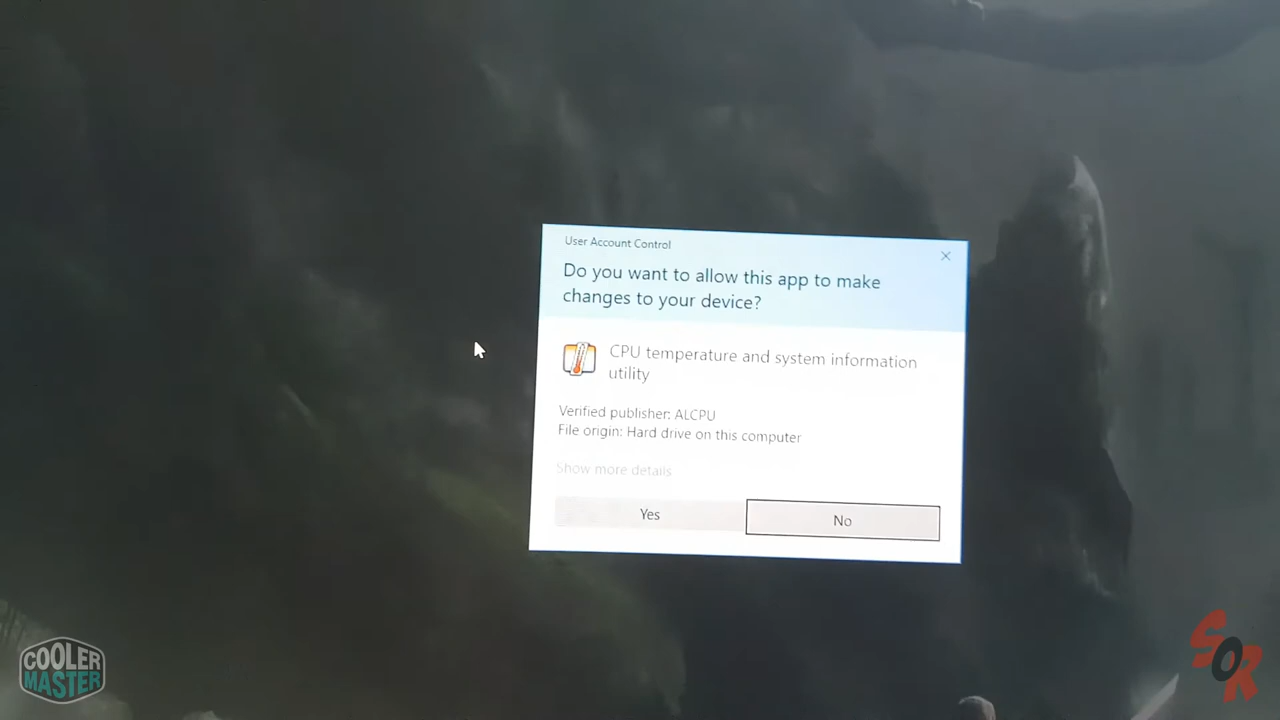 User Account Control
Do you want to allow this app to make
changes to your device?
CPU temperature and system information
utility
Verified publisher: ALCPU
File origin: Hard drive on this computer
Show more details
Yes
No
COOLER
MASTER
SOR